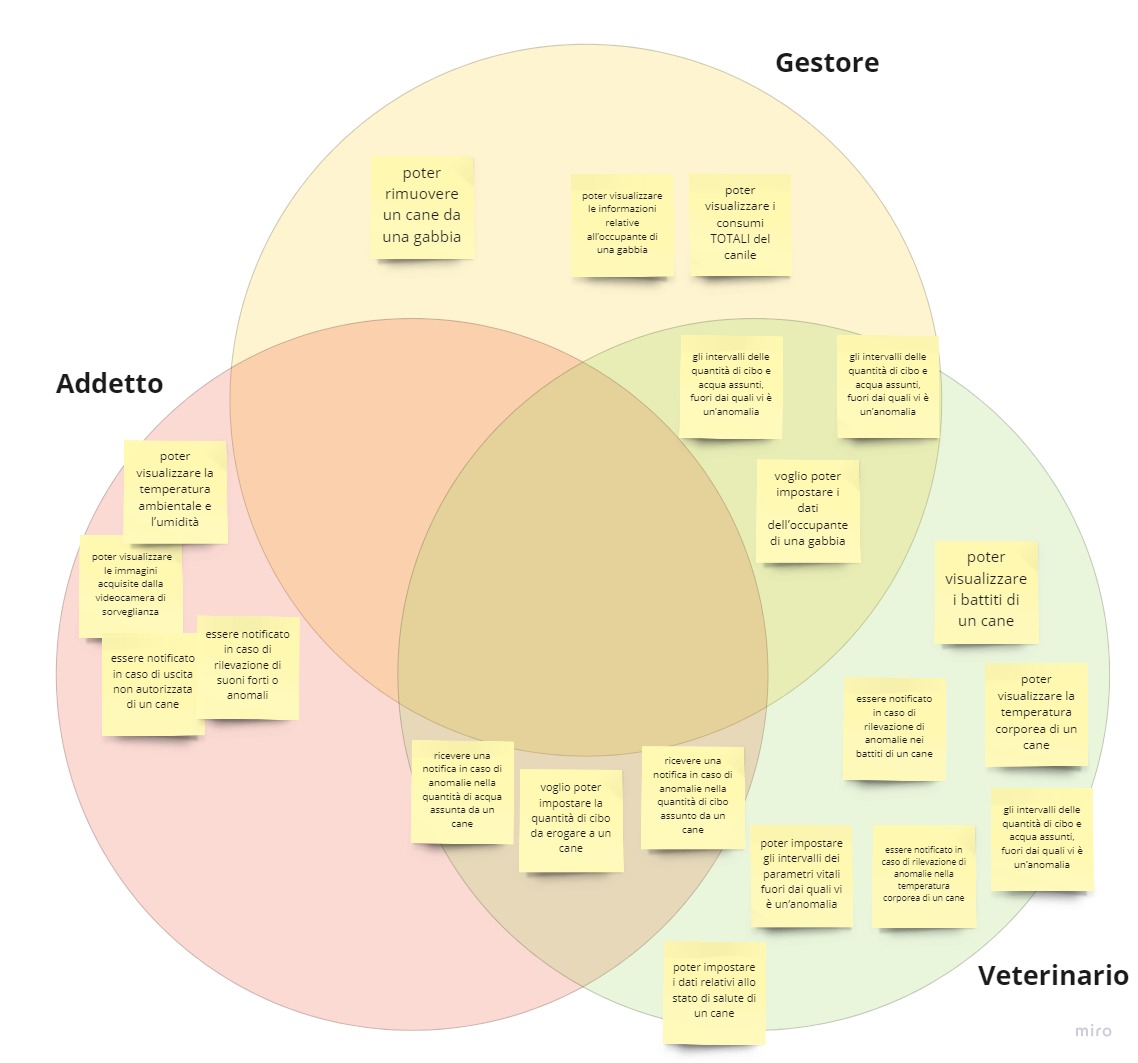 Gestore
poter
rimuovere
un cane da
una gabbia
poter visualizzare
le informazioni
relative
all'occupante di
una gabbia
poter
visualizzare i
consumi
TOTALI del
canile
Addetto
gli intervalli delle
quantità di cibo e
acqua assunti,
fuori dai quali vi è
un'anomalia
gli intervalli delle
quantità di cibo e
acqua assunti,
fuori dai quali vi è
un'anomalia
voglio poter
impostare i
dati
dell'occupante
di una gabbia
poter
visualizzare la
temperatura
ambientale e
l'umidità
poter visualizzare
le immagini
acquisite dalla
videocamera di
sorveglianza
essere notificato
in caso di uscita
non autorizzata
di un cane
essere notificato
in caso di
rilevazione di
suoni forti o
anomali
poter
visualizzare
i battiti di
un cane
essere notificato
in caso di
rilevazione di
anomalie nei
battiti di un cane
poter
visualizzare la
temperatura
corporea di un
cane
ricevere una
notifica in caso di
anomalie nella
quantità di acqua
assunta da un
cane
voglio poter
impostare la
quantità di cibo
da erogare a un
cane
ricevere una
notifica in caso di
anomalie nella
quantità di cibo
assunto da un
cane
poter impostare
gli intervalli dei
parametri vitali
fuori dai quali vi
è un'anomalia
essere notificato in
caso di rilevazione di
anomalie nella
temperatura
corporea di un cane
gli intervalli delle
quantità di cibo e
acqua assunti,
fuori dai quali vi è
un'anomalia
poter impostare
i dati relativi allo
stato di salute di
un cane
Veterinario
miro